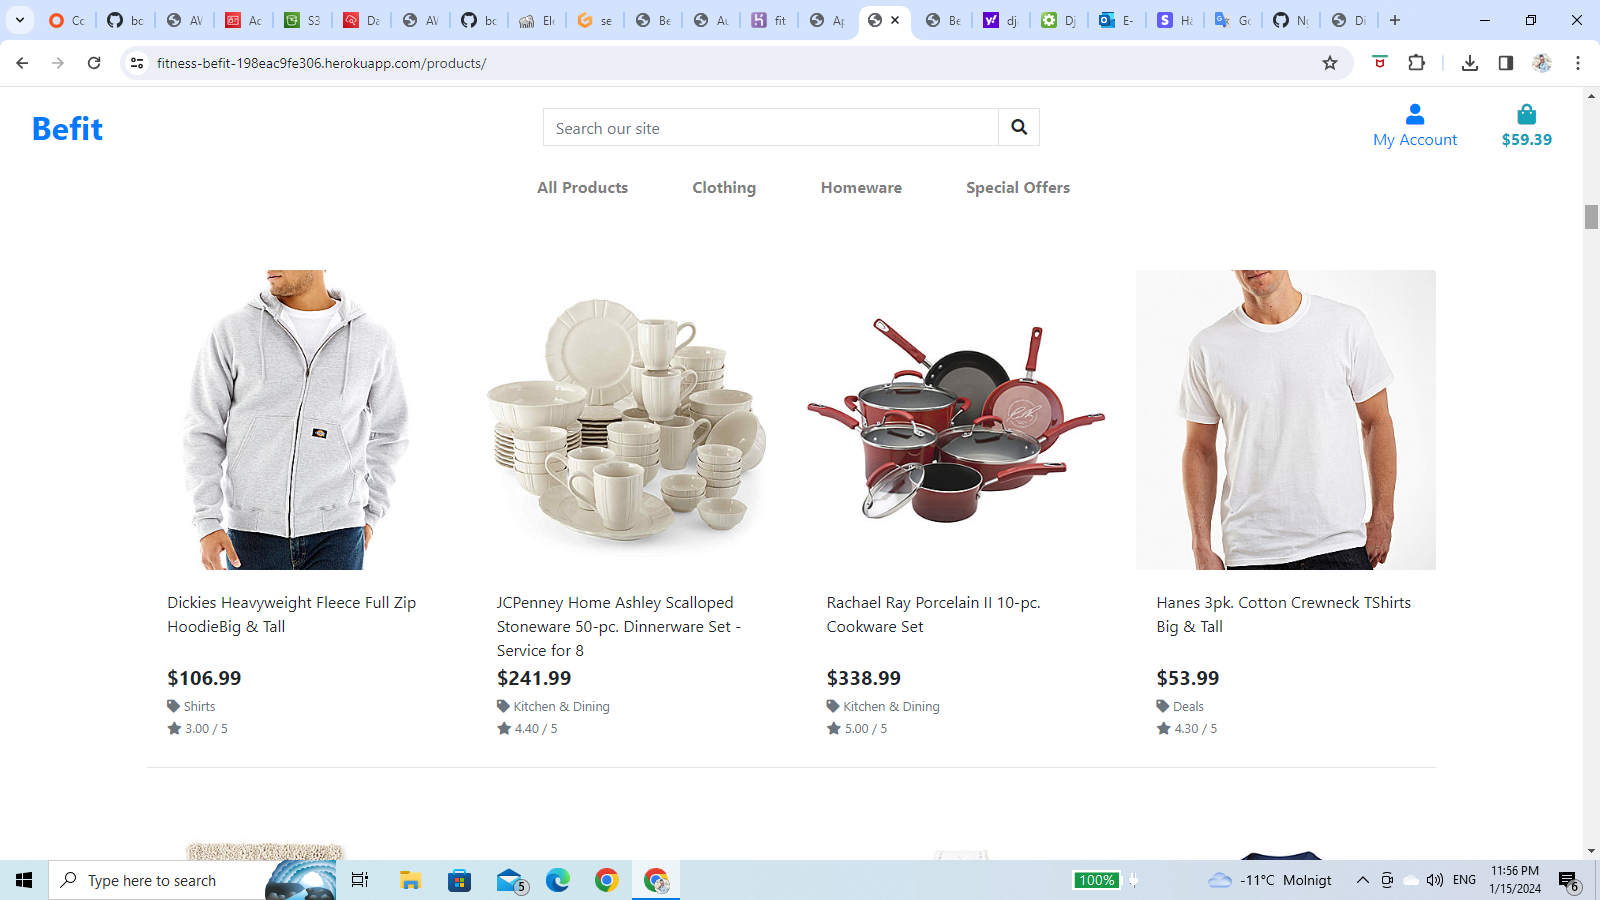 Cc
bc
AV
Ac
S3
Da
AV
bc
Ele
se
Be
Au
fit
Ap
Be
dj
Dj
E-
Hä
Gc
Nc
Di
fitness-befit-198eac9fe306.herokuapp.com/products/
Befit
Search our site
My Account
$59.39
All Products
Clothing
Homeware
Special Offers
Dickies Heavyweight Fleece Full Zip
HoodieBig & Tall
$106.99
Shirts
3.00 / 5
JCPenney Home Ashley Scalloped
Stoneware 50-pc. Dinnerware Set -
Service for 8
$241.99
Kitchen & Dining
4.40 / 5
Rachael Ray Porcelain II 10-pc.
Cookware Set
$338.99
Kitchen & Dining
5.00 / 5
Hanes 3pk. Cotton Crewneck TShirts
Big & Tall
$53.99
Deals
4.30 / 5
Type here to search
5
100%
-11°C Molnigt
ENG
11:56 PM
1/15/2024
6